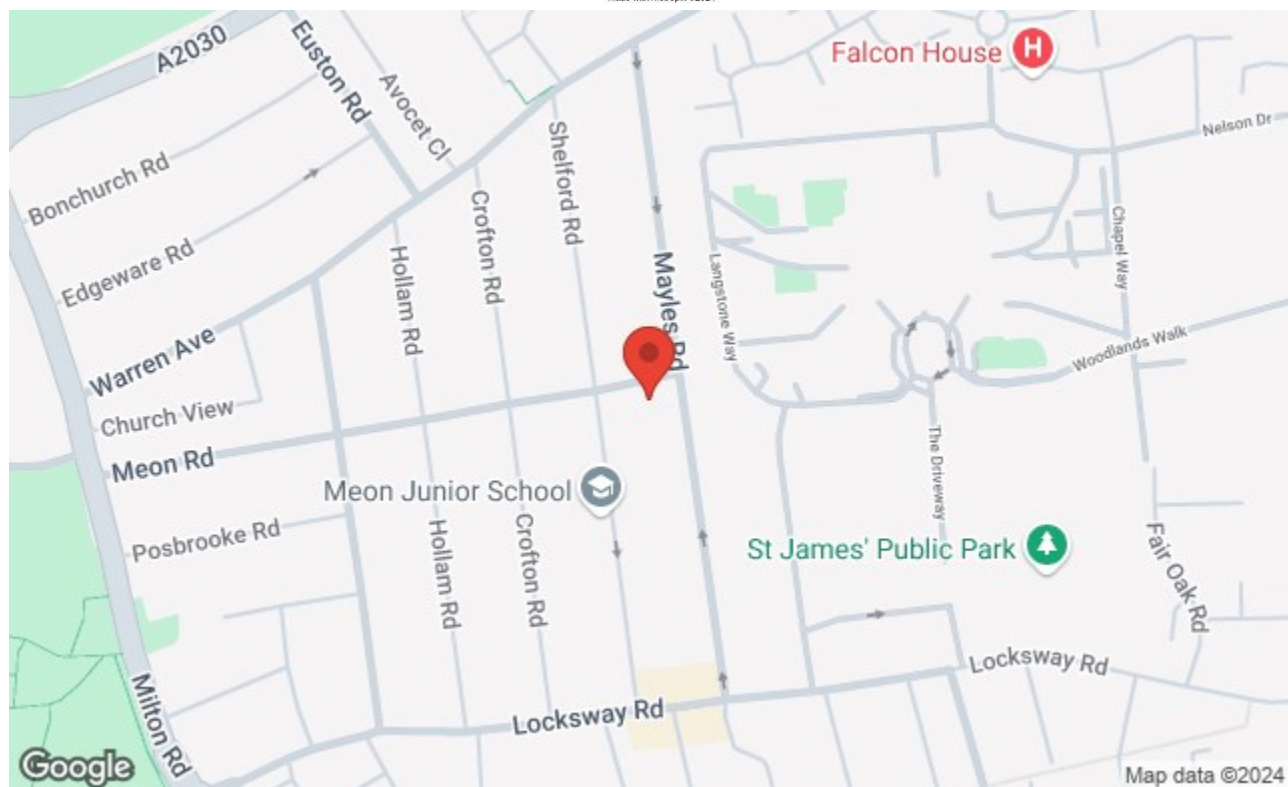 A2030
Euston Rd
Avocet Cl
Falcon House
H
Nelson Dr
Bonchurch Rd
Shelford Rd
Edgeware Rd
Crofton Rd
Hollam Rd
Mayles Rd
Langstone Way
Chapel Way
Warren Ave
Woodlands Walk
Church View
Meon Rd
Meon Junior School
The Driveway
Posbrooke Rd
Hollam Rd
Crofton Rd
St James' Public Park
Fair Oak Rd
Milton Rd
Locksway Rd
Locksway Rd
Google
Map data ©2024